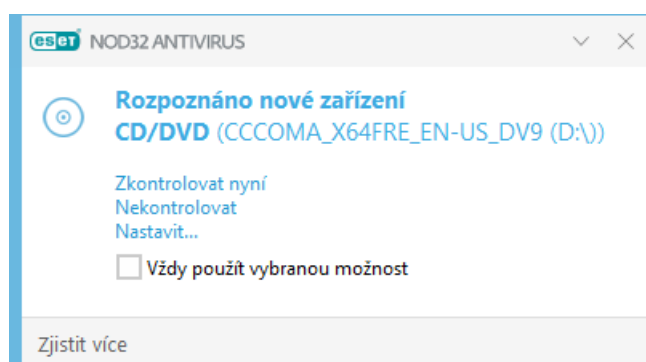 eset NOD32 ANTIVIRUS
Rozpoznáno nové zařízení
CD/DVD (CCCOMA_X64FRE_EN-US_DV9 (D:\))
Zkontrolovat nyní
Nekontrolovat
Nastavit...
Vždy použít vybranou možnost
Zjistit více